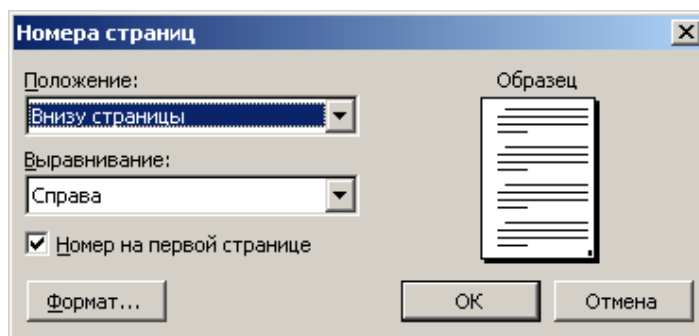 Номера страниц
Положение:
Образец
Внизу страницы
Выравнивание:
Справа
Номер на первой странице
Формат...
ОК
Отмена